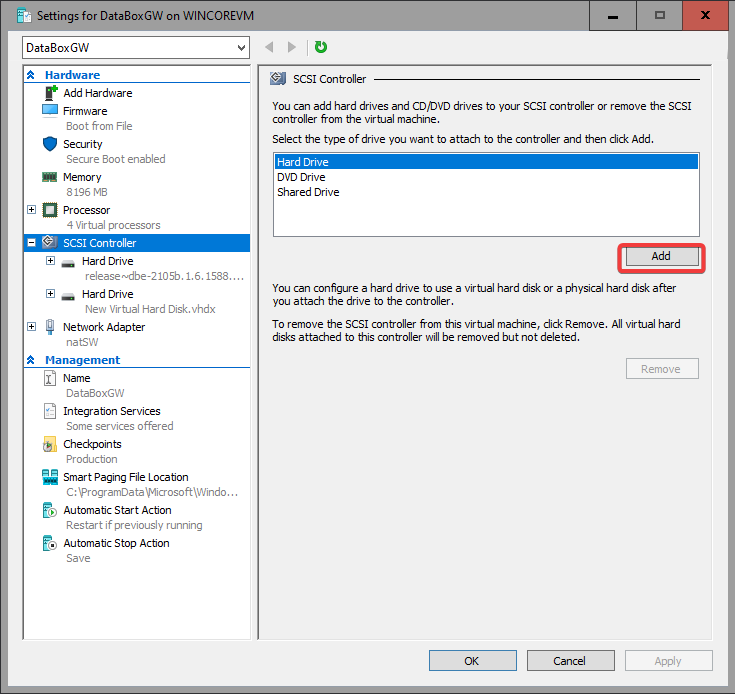 Settings for DataBoxGW on WINCOREVM
DataBoxGW
Hardware
Add Hardware
Firmware
Boot from File
Security
Secure Boot enabled
Memory
8196 MB
Processor
4 Virtual processors
SCSI Controller
Hard Drive
release~dbe-2105b.1.6.1588....
Hard Drive
New Virtual Hard Disk.vhdx
Network Adapter
natSW
Management
Name
DataBoxGW
Integration Services
Some services offered
Checkpoints
Production
Smart Paging File Location
C:\ProgramData\Microsoft\Windo...
Automatic Start Action
Restart if previously running
Automatic Stop Action
Save
SCSI Controller
You can add hard drives and CD/DVD drives to your SCSI controller or remove the SCSI
controller from the virtual machine.
Select the type of drive you want to attach to the controller and then click Add.
Hard Drive
DVD Drive
Shared Drive
Add
You can configure a hard drive to use a virtual hard disk or a physical hard disk after
you attach the drive to the controller.
To remove the SCSI controller from this virtual machine, click Remove. All virtual hard
disks attached to this controller will be removed but not deleted.
Remove
OK
Cancel
Apply